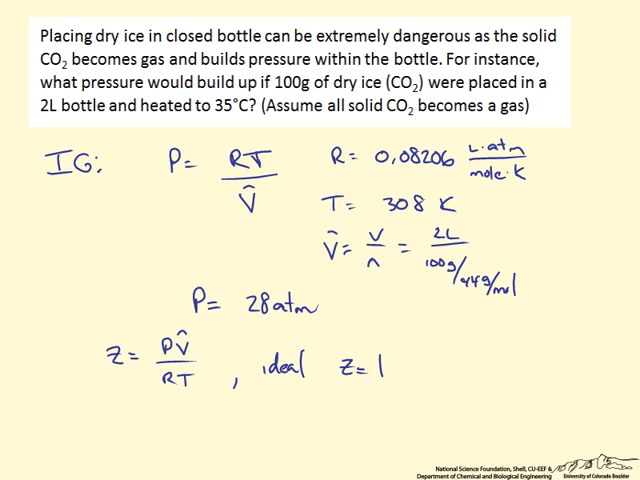 Placing dry ice in closed bottle can be extremely dangerous as the solid
CO₂ becomes gas and builds pressure within the bottle. For instance,
what pressure would build up if 100g of dry ice (CO₂) were placed in a
2L bottle and heated to 35°C? (Assume all solid CO₂ becomes a gas)
IG: P = RT / V̂ R = 0,08206 L·atm / mole·K
T = 308 K
V̂ = V / n = 2L / 100g/44g/mol
P = 28atm
Z = PV̂ / RT , ideal Z = 1
National Science Foundation, Shell, CU-EEF &
Department of Chemical and Biological Engineering University of Colorado Boulder